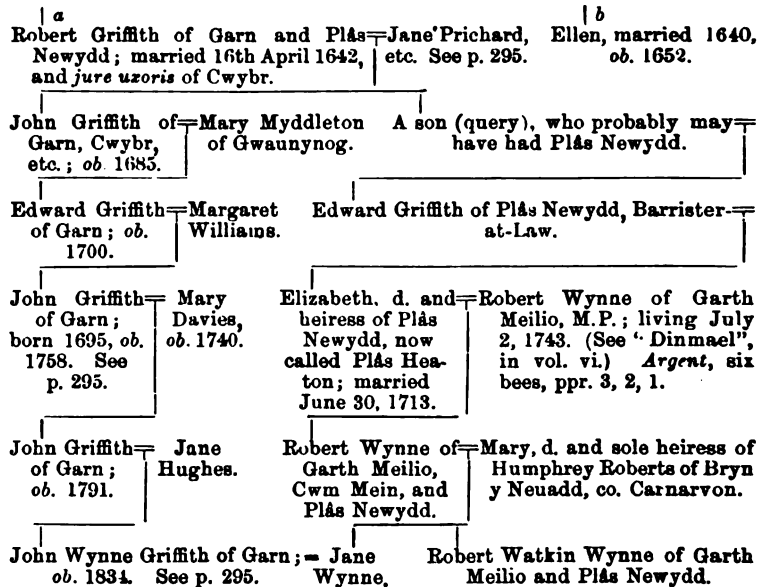 a
b
Robert Griffith of Garn and Plâs Newydd; married 16th April 1642, and jure uxoris of Cwybr.
Jane Prichard, etc. See p. 295.
Ellen, married 1640, ob. 1652.
John Griffith of Garn, Cwybr, etc.; ob. 1685.
Mary Myddleton of Gwaunynog.
A son (query), who probably may have had Plâs Newydd.
Edward Griffith of Garn; ob. 1700.
Margaret Williams.
Edward Griffith of Plâs Newydd, Barrister-at-Law.
John Griffith of Garn; born 1695, ob. 1758. See p. 295.
Mary Davies, ob. 1740.
Elizabeth, d. and heiress of Plâs Newydd, now called Plâs Heaton; married June 30, 1713.
Robert Wynne of Garth Meilio, M.P.; living July 2, 1743. (See "Dinmael", in vol. vi.) Argent, six bees, ppr. 3, 2, 1.
John Griffith of Garn; ob. 1791.
Jane Hughes.
Robert Wynne of Garth Meilio, Cwm Mein, and Plâs Newydd.
Mary, d. and sole heiress of Humphrey Roberts of Bryn y Neuadd, co. Carnarvon.
John Wynne Griffith of Garn; ob. 1834. See p. 295.
Jane Wynne.
Robert Watkin Wynne of Garth Meilio and Plâs Newydd.